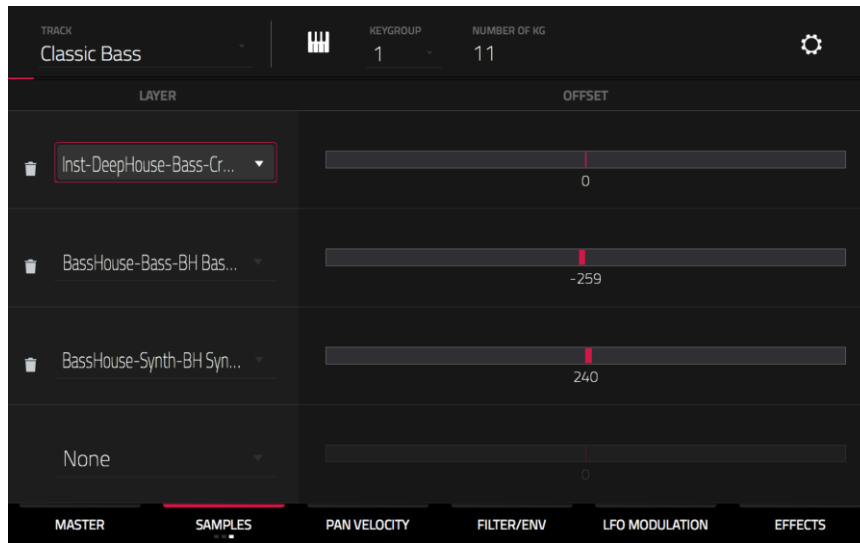 TRACK
Classic Bass
KEYGROUP
1
NUMBER OF KG
11
LAYER
OFFSET
Inst-DeepHouse-Bass-Cr...
0
BassHouse-Bass-BH Bas...
-259
BassHouse-Synth-BH Syn...
240
None
0
MASTER
SAMPLES
PAN VELOCITY
FILTER/ENV
LFO MODULATION
EFFECTS